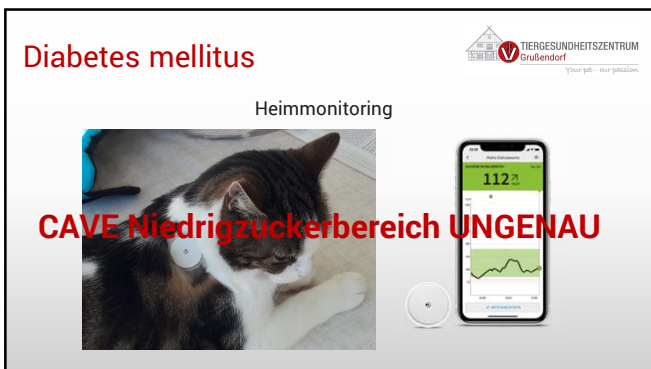 Diabetes mellitus
TIERGESUNDHEITSZENTRUM
Grußendorf
Your pet - our passion
Heimmonitoring
112
CAVE Niedrigzuckerbereich UNGENAU